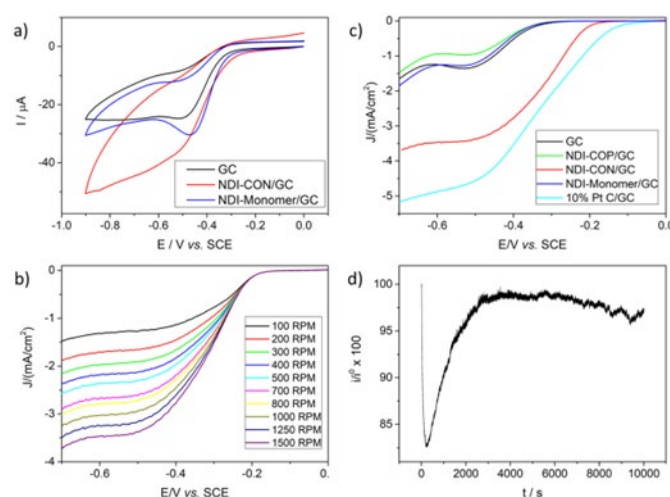 a)
0
-20
-40
I / µA
GC
NDI-CON/GC
NDI-Monomer/GC
-1.0 -0.8 -0.6 -0.4 -0.2 0.0
E / V vs. SCE
c)
0
-1
-2
-3
-4
-5
J/(mA/cm²)
GC
NDI-COP/GC
NDI-CON/GC
NDI-Monomer/GC
10% Pt C/GC
-0.6 -0.4 -0.2 0.
E/V vs. SCE
b)
0
-1
-2
-3
-4
J/(mA/cm²)
100 RPM
200 RPM
300 RPM
400 RPM
500 RPM
700 RPM
800 RPM
1000 RPM
1250 RPM
1500 RPM
-0.6 -0.4 -0.2 0.
E/V vs. SCE
d)
100
95
90
85
i/i⁰ x 100
0 2000 4000 6000 8000 10000
t / s